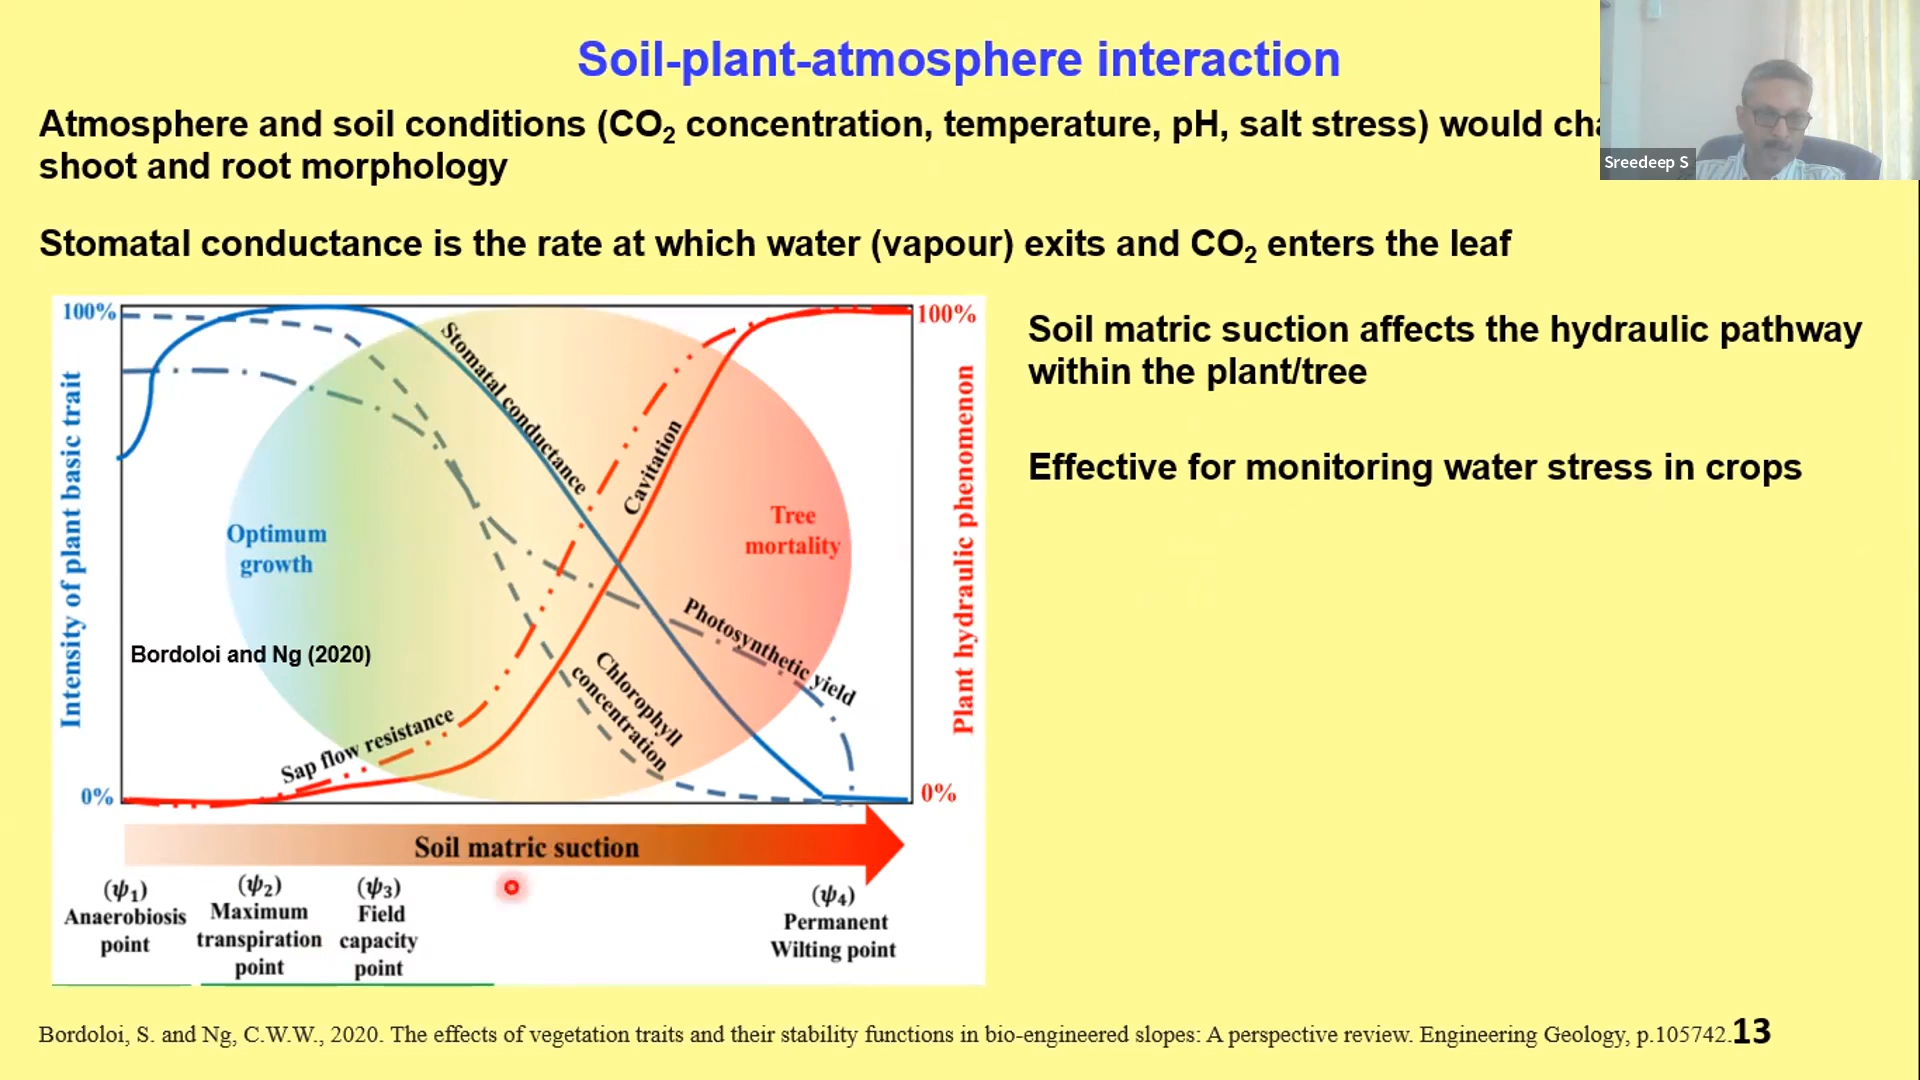 Soil-plant-atmosphere interaction
Atmosphere and soil conditions (CO₂ concentration, temperature, pH, salt stress) would
shoot and root morphology
Sreedeep S
Stomatal conductance is the rate at which water (vapour) exits and CO₂ enters the leaf
100%
0%
Intensity of plant basic trait
Optimum
growth
Bordoloi and Ng (2020)
Stomatal conductance
Cavitation
Sap flow resistance
Chlorophyll
concentration
Photosynthetic yield
Tree
mortality
100%
0%
Plant hydraulic phenomenon
Soil matric suction
(ψ₁)
Anaerobiosis
point
(ψ₂)
Maximum
transpiration
point
(ψ₃)
Field
capacity
point
(ψ₄)
Permanent
Wilting point
Soil matric suction affects the hydraulic pathway
within the plant/tree
Effective for monitoring water stress in crops
Bordoloi, S. and Ng, C.W.W., 2020. The effects of vegetation traits and their stability functions in bio-engineered slopes: A perspective review. Engineering Geology, p.105742.
13